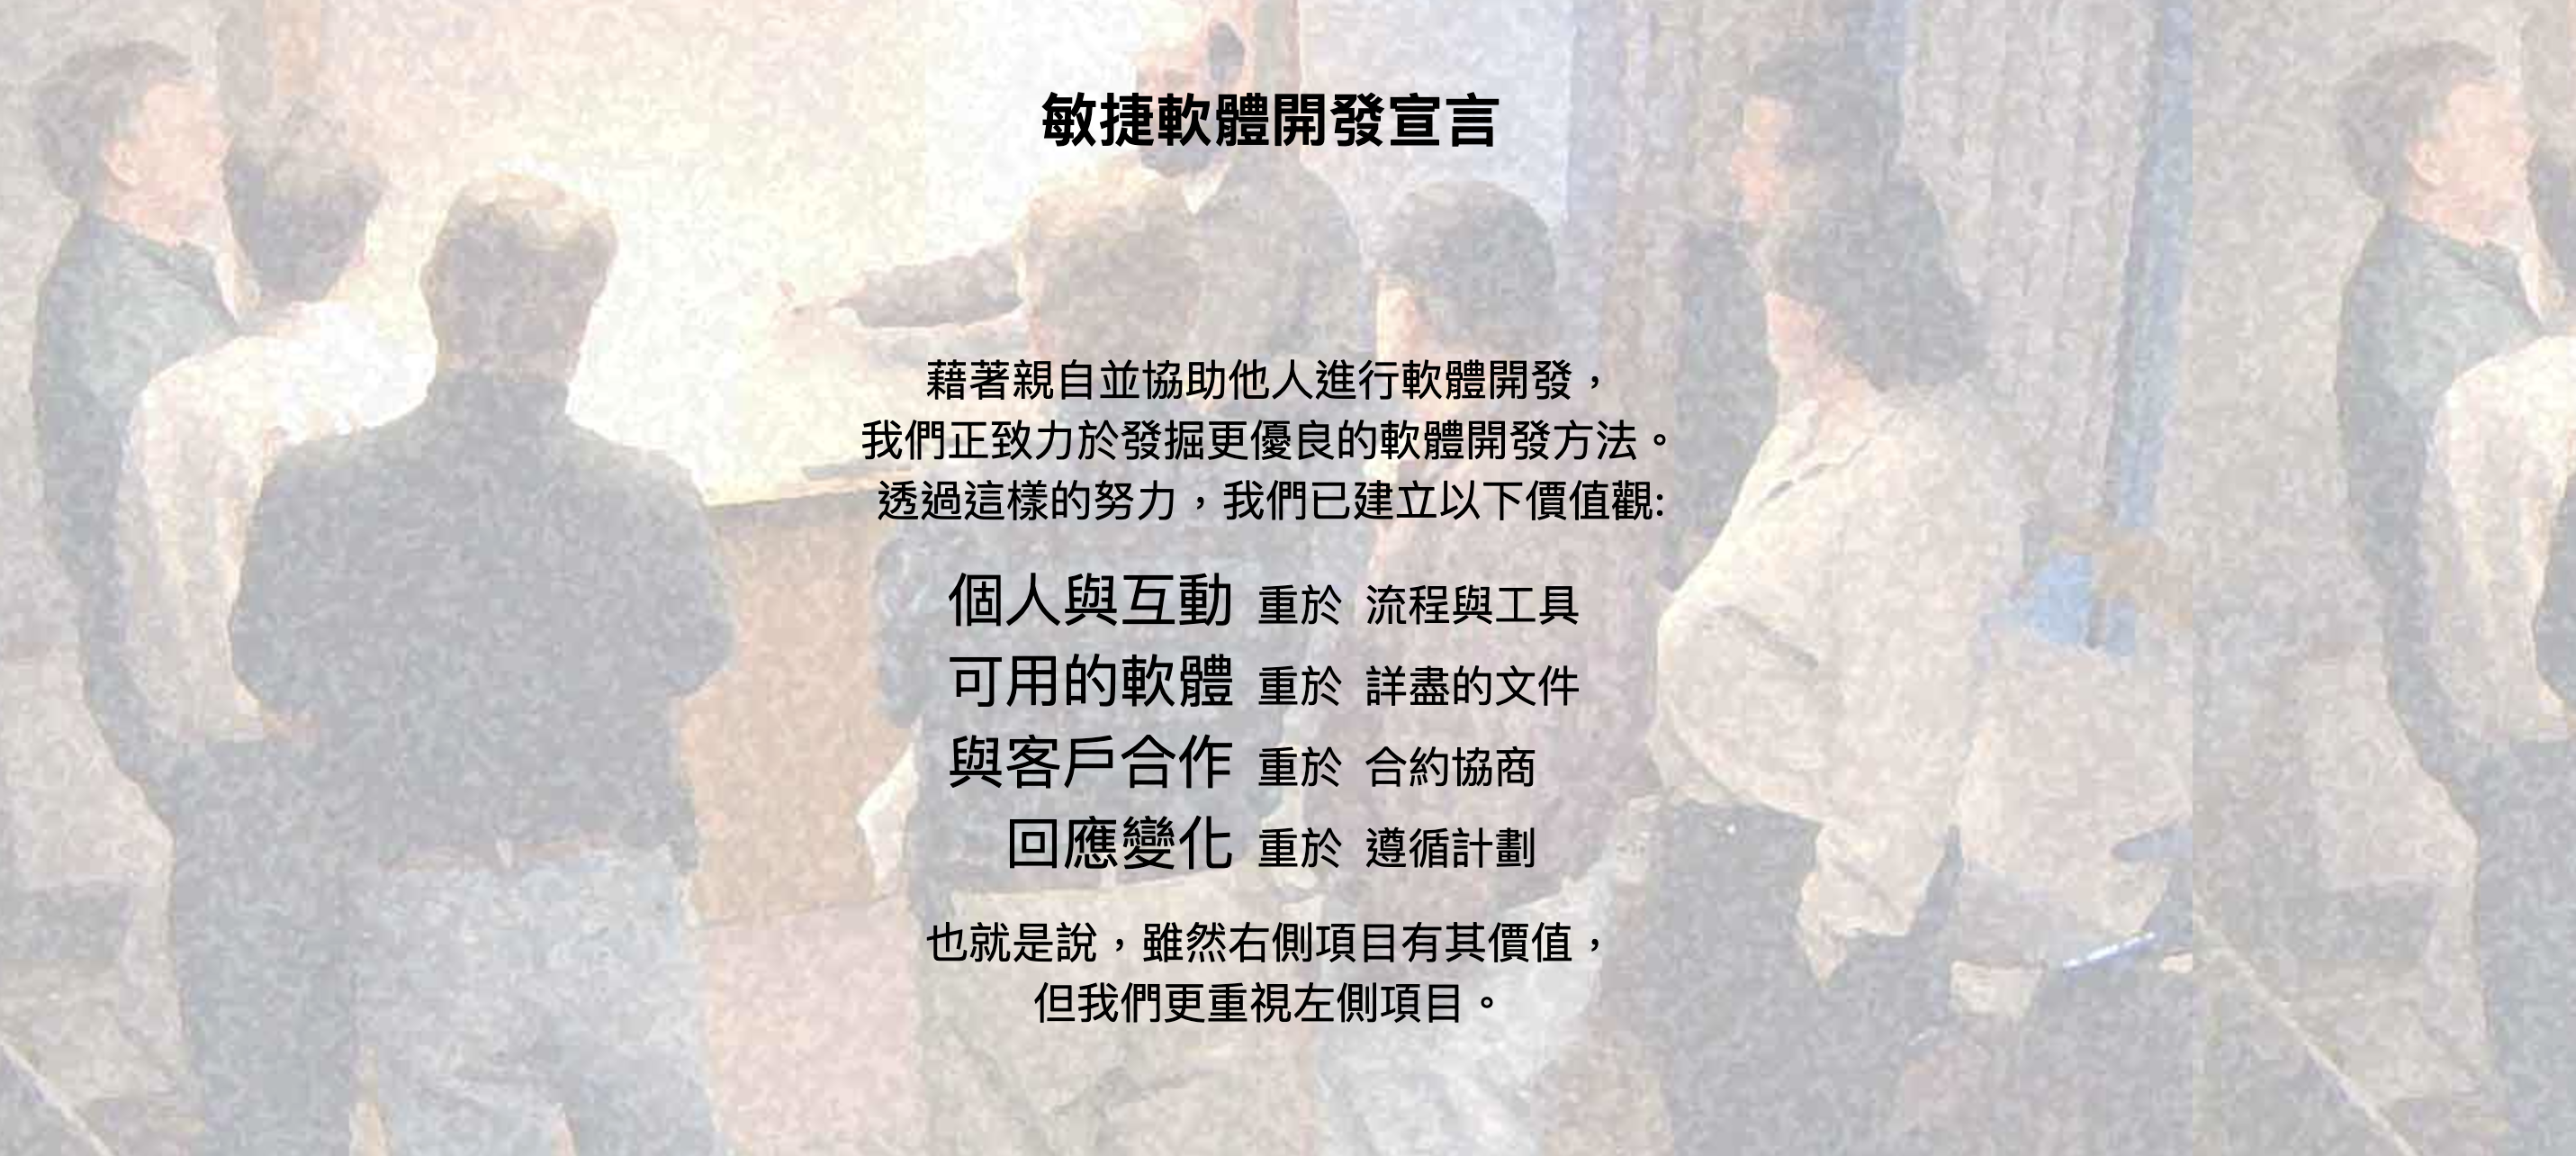 敏捷軟體開發宣言
藉著親自並協助他人進行軟體開發，
我們正致力於發掘更優良的軟體開發方法。
透過這樣的努力，我們已建立以下價值觀:
個人與互動 重於 流程與工具
可用的軟體 重於 詳盡的文件
與客戶合作 重於 合約協商
回應變化 重於 遵循計劃
也就是說，雖然右側項目有其價值，
但我們更重視左側項目。